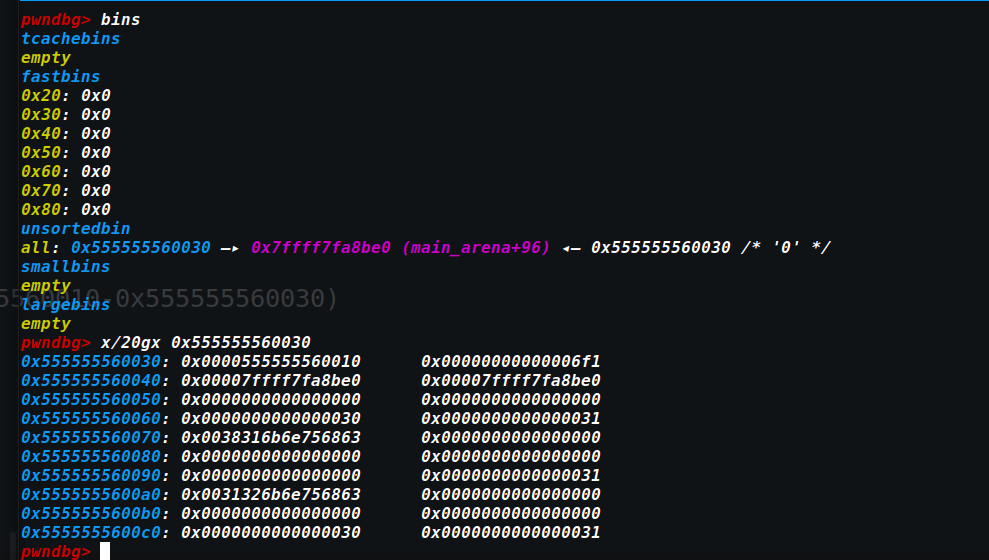 pwndbg> bins
tcachebins
empty
fastbins
0x20: 0x0
0x30: 0x0
0x40: 0x0
0x50: 0x0
0x60: 0x0
0x70: 0x0
0x80: 0x0
unsortedbin
all: 0x555555560030 —▸ 0x7ffff7fa8be0 (main_arena+96) ◂— 0x555555560030 /* '0' */
smallbins
empty
5560010-0x555555560030)
largebins
empty
pwndbg> x/20gx 0x555555560030
0x555555560030: 0x0000555555560010 0x00000000000006f1
0x555555560040: 0x00007ffff7fa8be0 0x00007ffff7fa8be0
0x555555560050: 0x0000000000000000 0x0000000000000000
0x555555560060: 0x0000000000000030 0x0000000000000031
0x555555560070: 0x0038316b6e756863 0x0000000000000000
0x555555560080: 0x0000000000000000 0x0000000000000000
0x555555560090: 0x0000000000000000 0x0000000000000031
0x5555555600a0: 0x0031326b6e756863 0x0000000000000000
0x5555555600b0: 0x0000000000000000 0x0000000000000000
0x5555555600c0: 0x0000000000000030 0x0000000000000031
pwndbg>